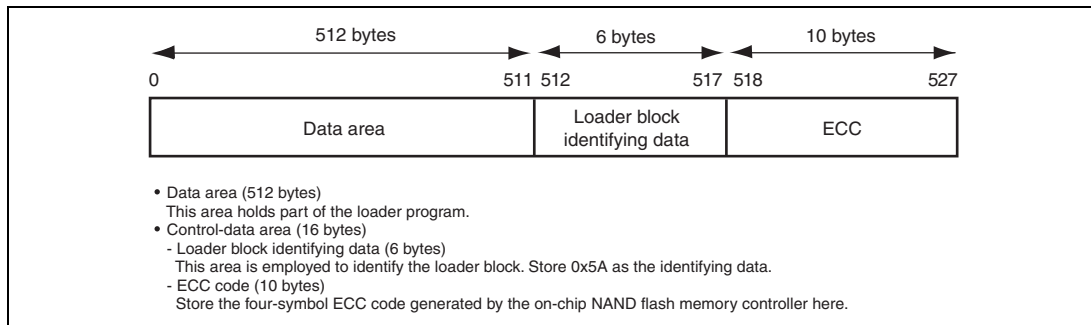 512 bytes 6 bytes 10 bytes
0 511 512 517 518 527
Data area Loader block identifying data ECC
• Data area (512 bytes)
This area holds part of the loader program.
• Control-data area (16 bytes)
- Loader block identifying data (6 bytes)
This area is employed to identify the loader block. Store 0x5A as the identifying data.
- ECC code (10 bytes)
Store the four-symbol ECC code generated by the on-chip NAND flash memory controller here.